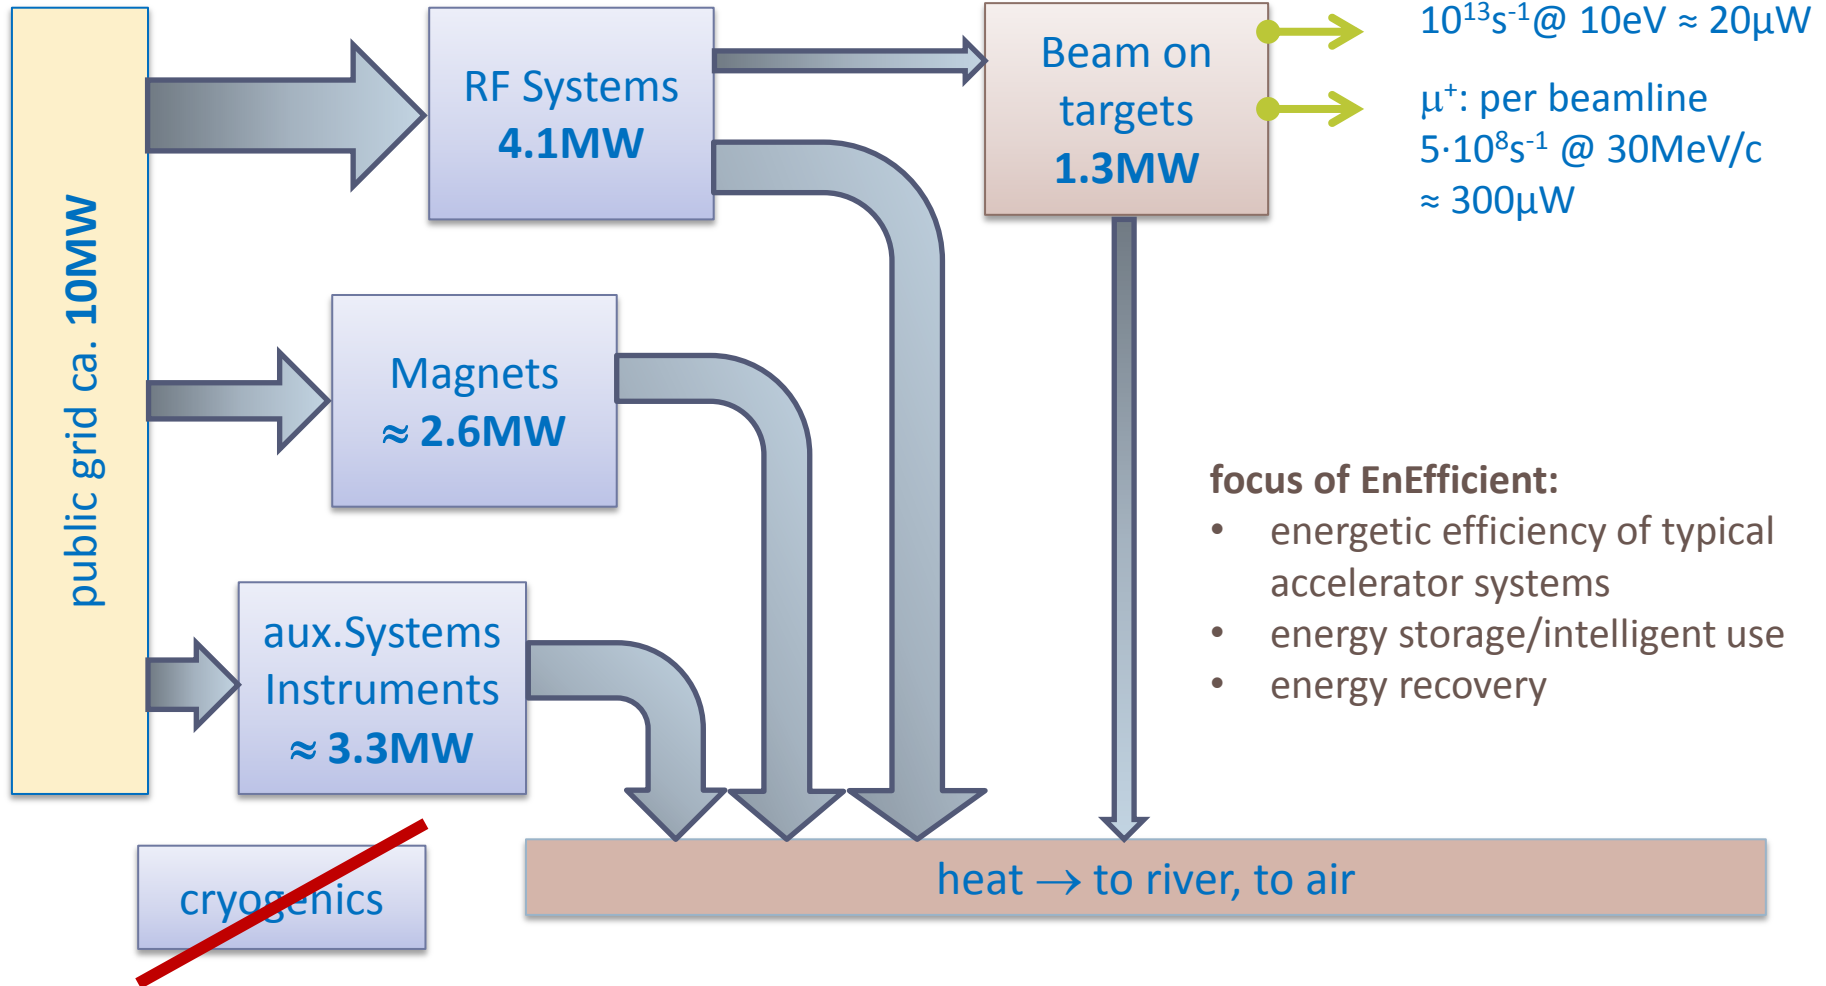 public grid ca. 10MW
RF Systems
4.1MW
Beam on
targets
1.3MW
10¹³s⁻¹@ 10eV ≈ 20µW
µ⁺: per beamline
5·10⁸s⁻¹ @ 30MeV/c
≈ 300µW
Magnets
≈ 2.6MW
aux.Systems
Instruments
≈ 3.3MW
focus of EnEfficient:
• energetic efficiency of typical
accelerator systems
• energy storage/intelligent use
• energy recovery
cryogenics
heat → to river, to air